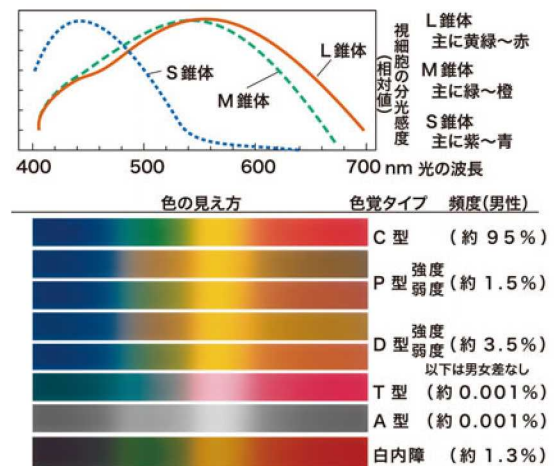 L錐体
主に黄緑〜赤
M錐体
主に緑〜橙
S錐体
主に紫〜青
視細胞の分光感度
(相対値)
L錐体
S錐体
M錐体
400 500 600 700 nm 光の波長
色の見え方 色覚タイプ 頻度(男性)
C型 (約95%)
P型 強度 弱度 (約1.5%)
D型 強度 弱度 (約3.5%)
以下は男女差なし
T型 (約0.001%)
A型 (約0.001%)
白内障 (約1.3%)